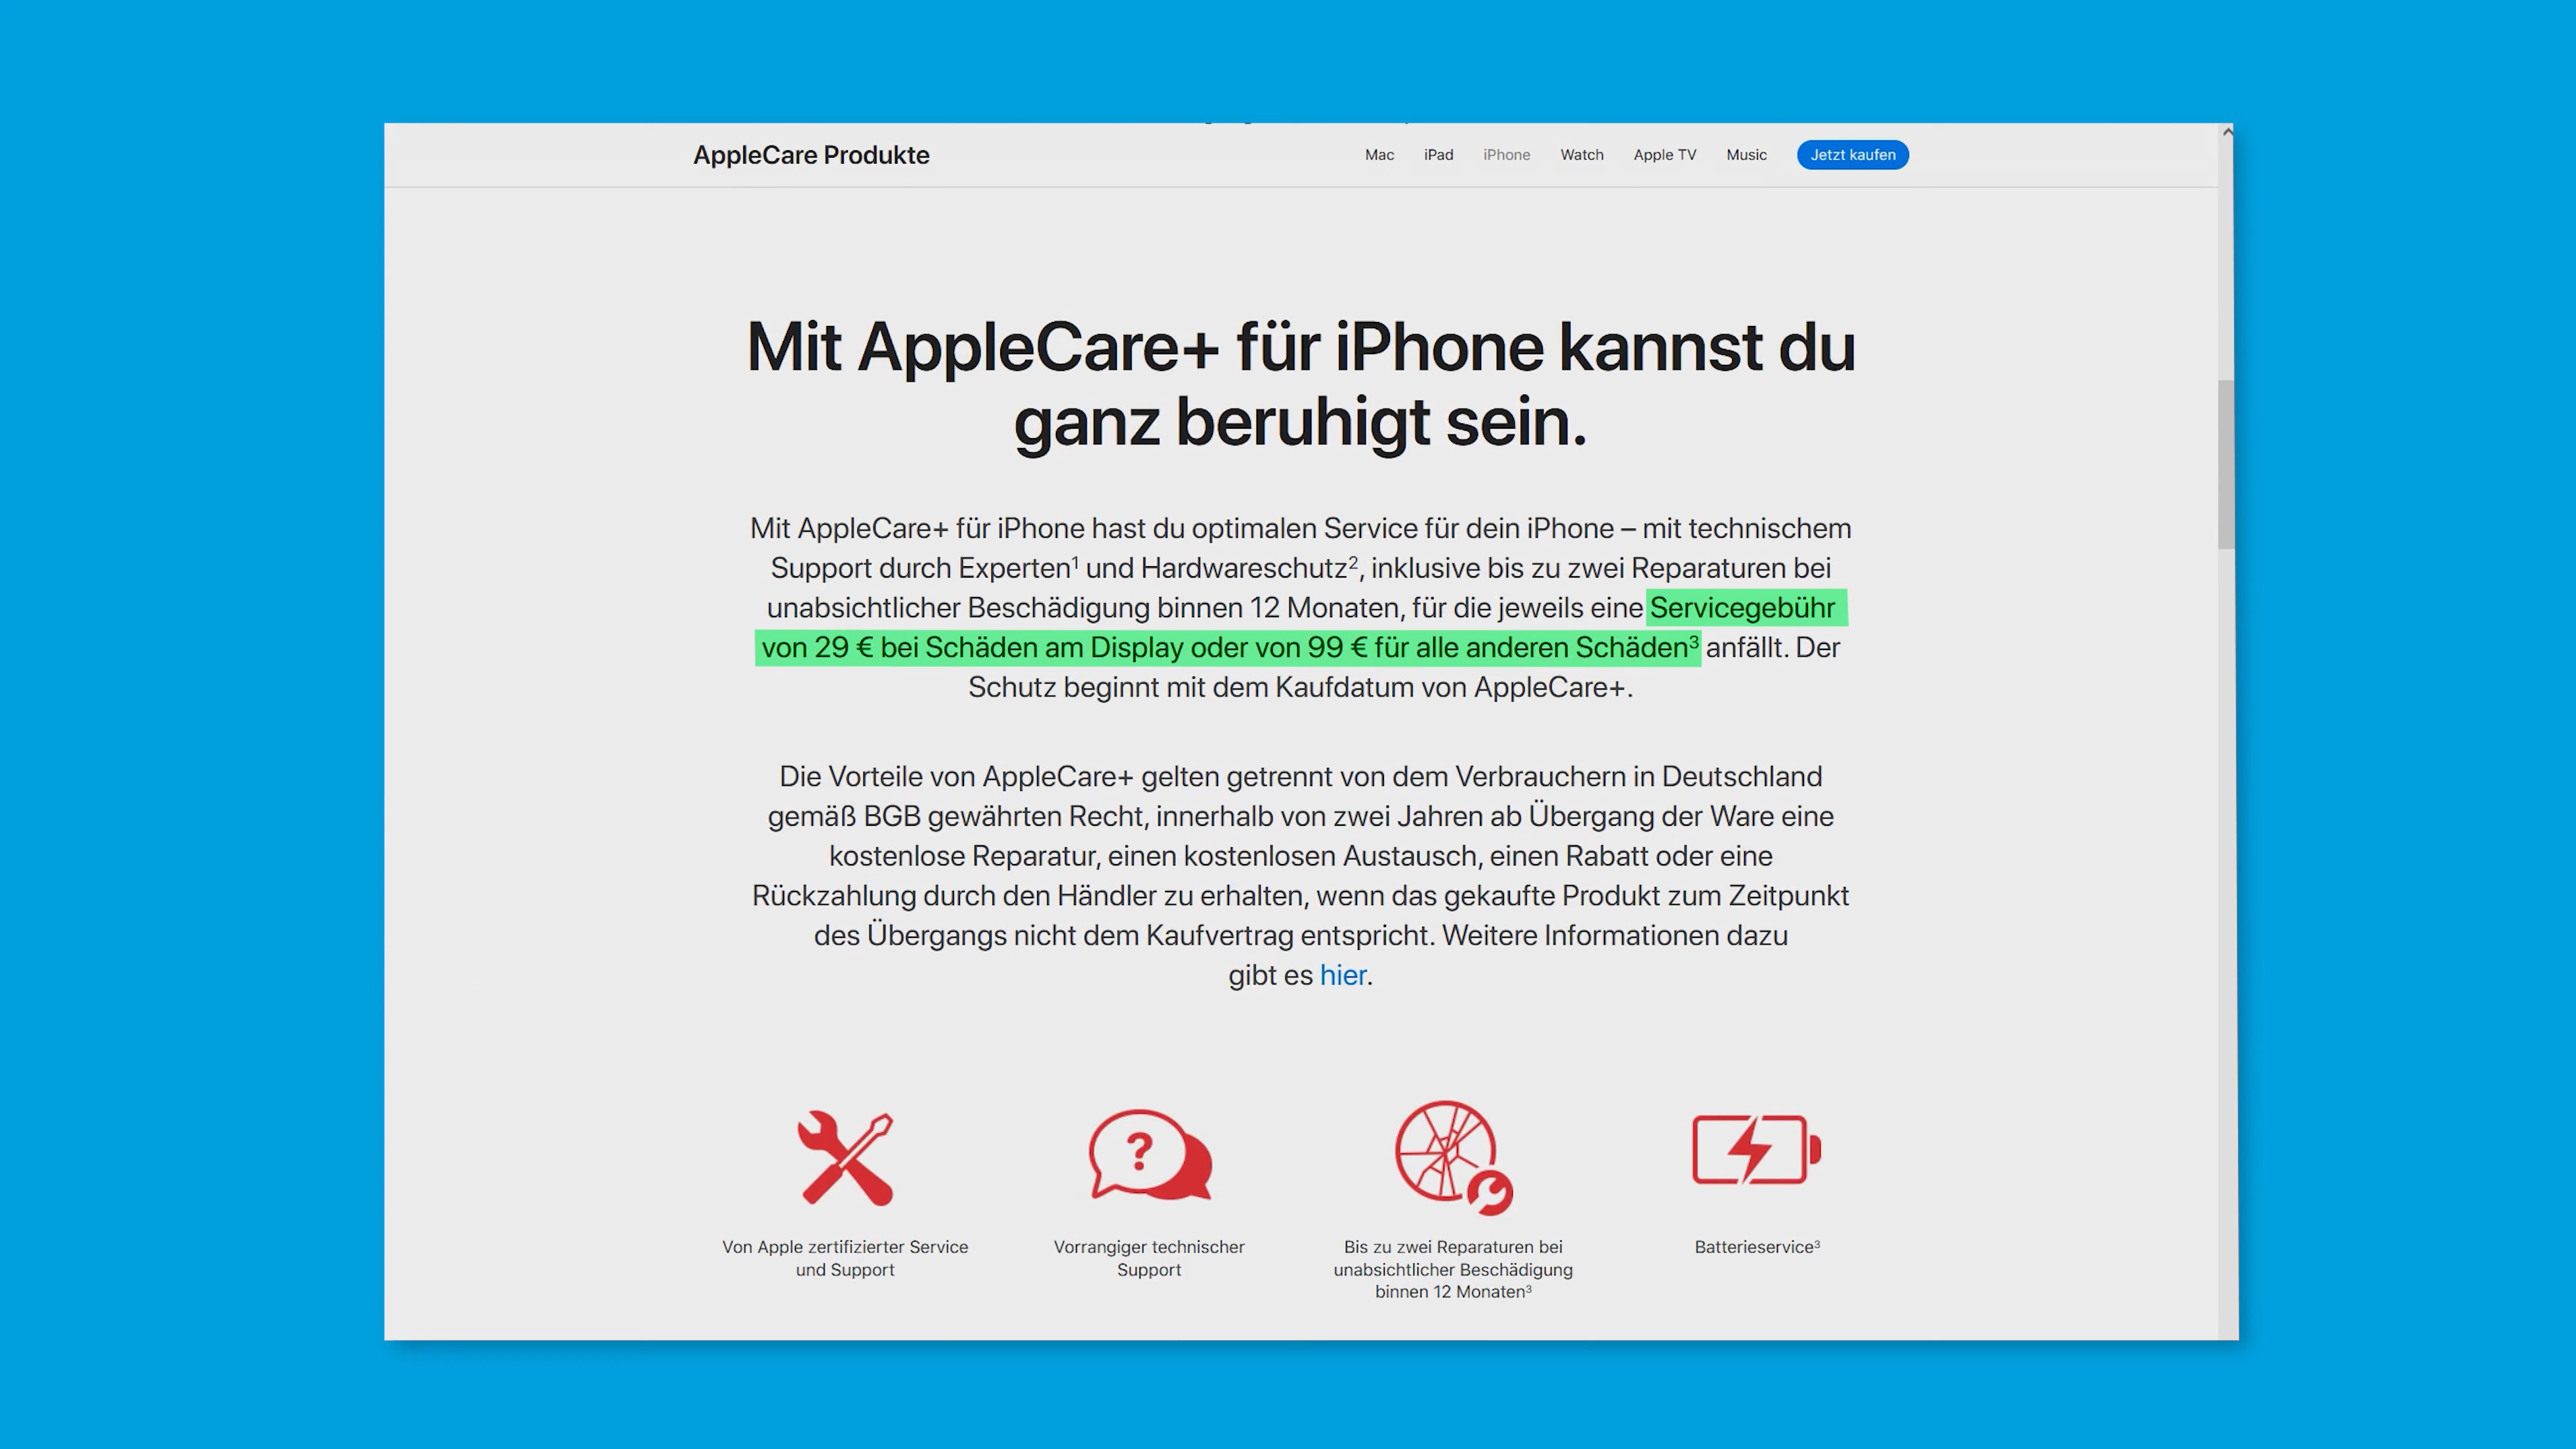 AppleCare Produkte
Mac iPad iPhone Watch Apple TV Music Jetzt kaufen
Mit AppleCare+ für iPhone kannst du
ganz beruhigt sein.
Mit AppleCare+ für iPhone hast du optimalen Service für dein iPhone – mit technischem
Support durch Experten¹ und Hardwareschutz², inklusive bis zu zwei Reparaturen bei
unabsichtlicher Beschädigung binnen 12 Monaten, für die jeweils eine Servicegebühr
von 29 € bei Schäden am Display oder von 99 € für alle anderen Schäden³ anfällt. Der
Schutz beginnt mit dem Kaufdatum von AppleCare+.
Die Vorteile von AppleCare+ gelten getrennt von dem Verbrauchern in Deutschland
gemäß BGB gewährten Recht, innerhalb von zwei Jahren ab Übergang der Ware eine
kostenlose Reparatur, einen kostenlosen Austausch, einen Rabatt oder eine
Rückzahlung durch den Händler zu erhalten, wenn das gekaufte Produkt zum Zeitpunkt
des Übergangs nicht dem Kaufvertrag entspricht. Weitere Informationen dazu
gibt es hier.
Von Apple zertifizierter Service
und Support
Vorrangiger technischer
Support
Bis zu zwei Reparaturen bei
unabsichtlicher Beschädigung
binnen 12 Monaten³
Batterieservice³